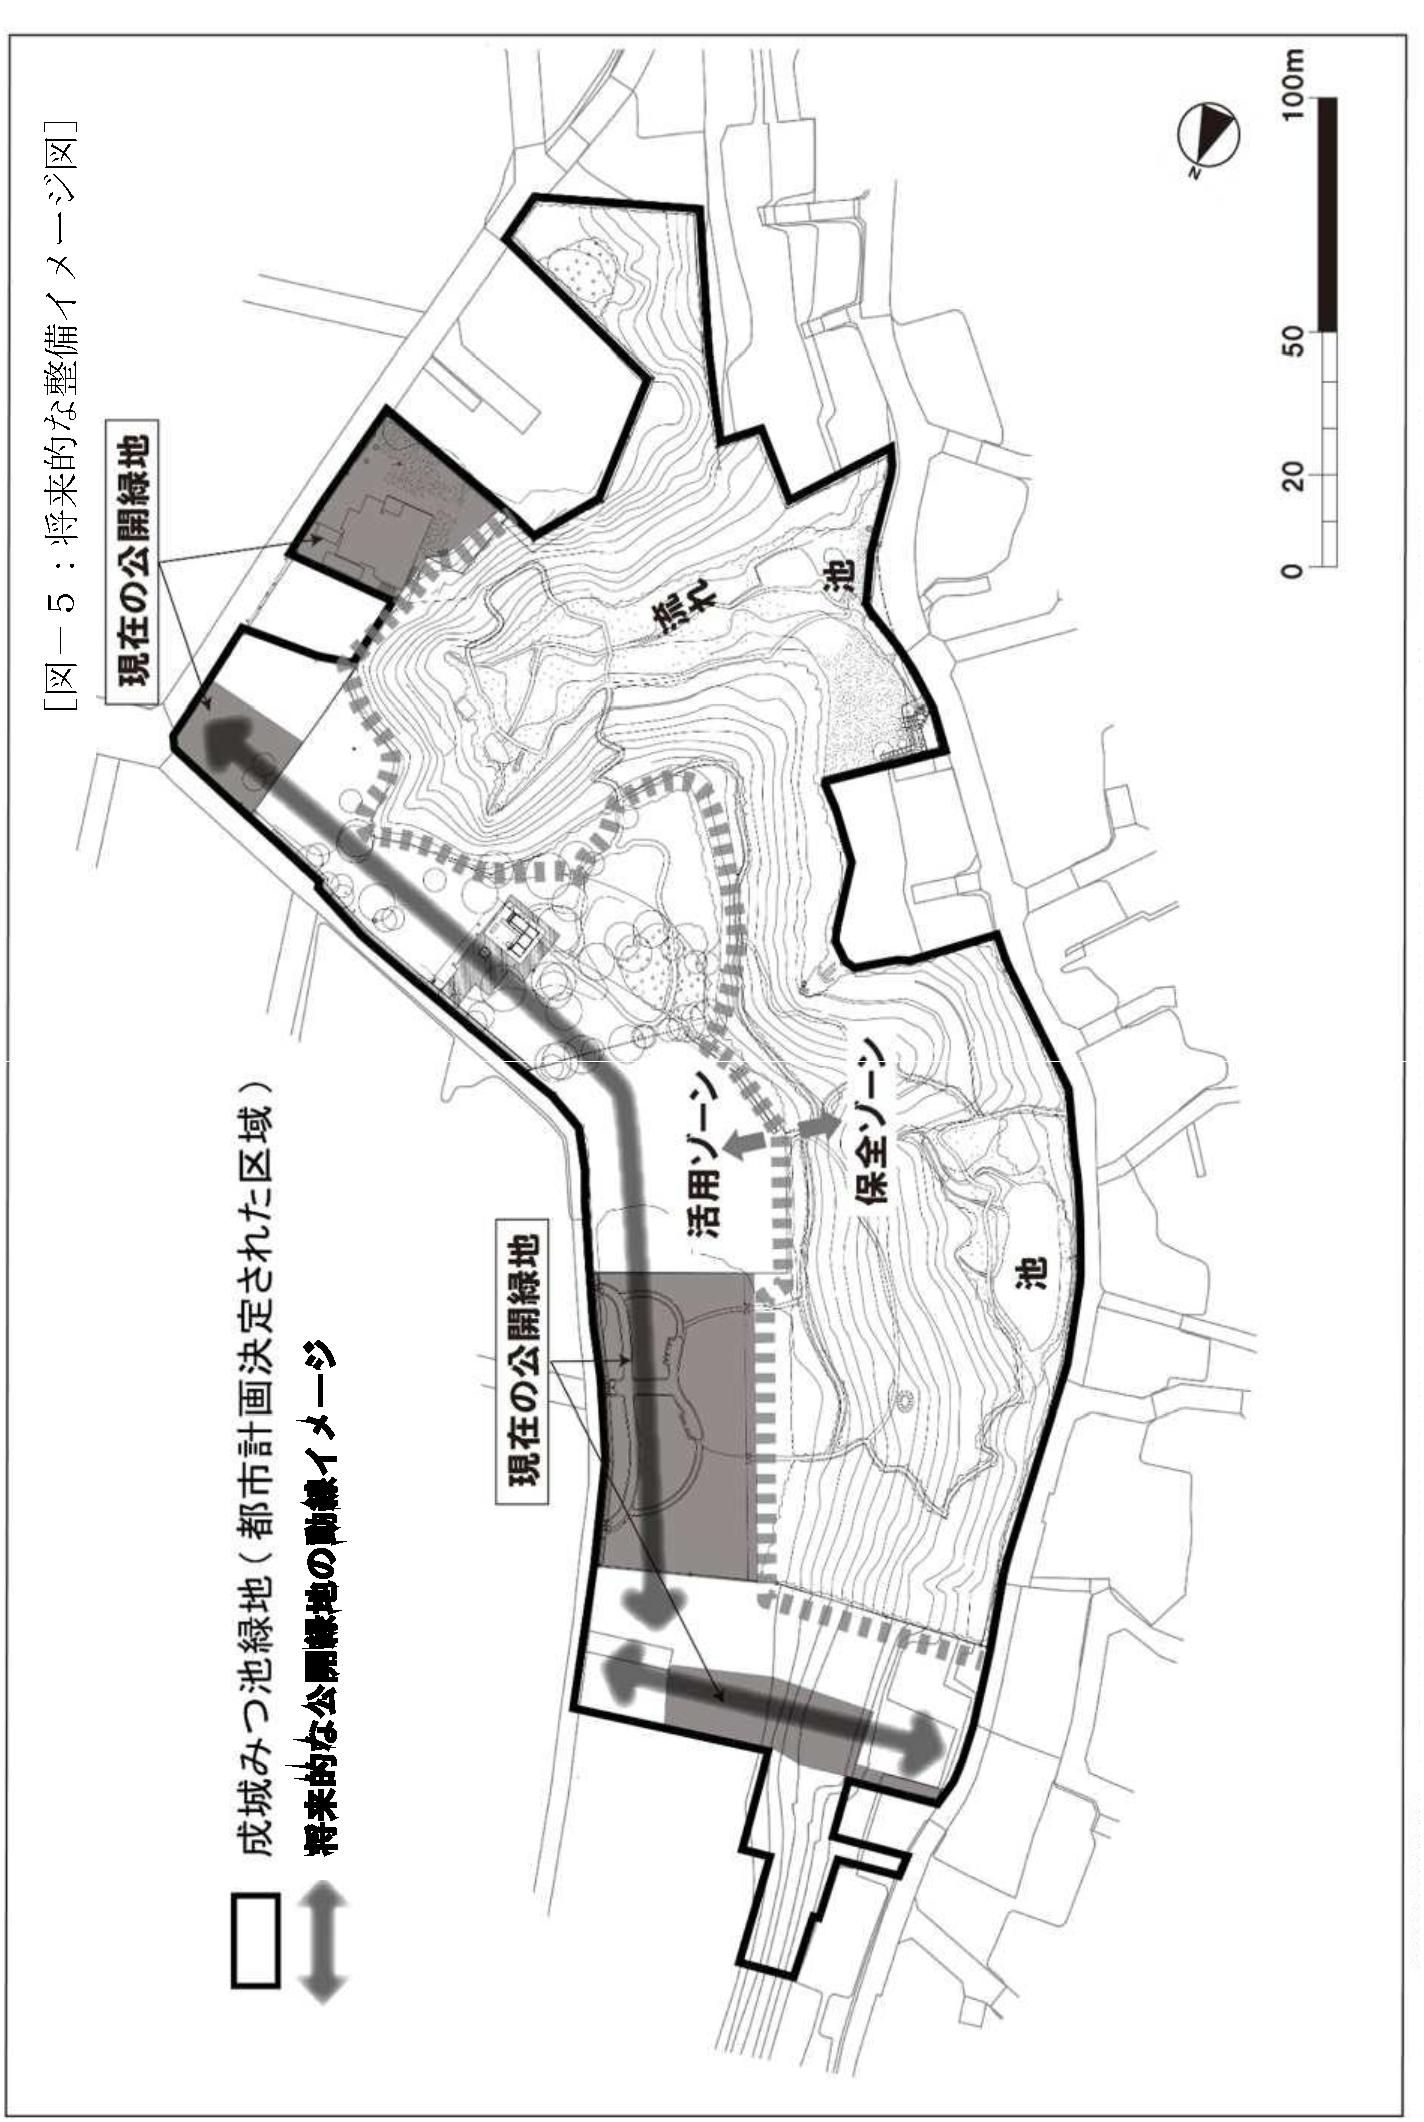 [図－５：将来的な整備イメージ図]
成城みつ池緑地（都市計画決定された区域）
将来的な公開緑地の動線イメージ
現在の公開緑地
現在の公開緑地
活用ゾーン
保全ゾーン
流れ
池
池
N
0 20 50 100m